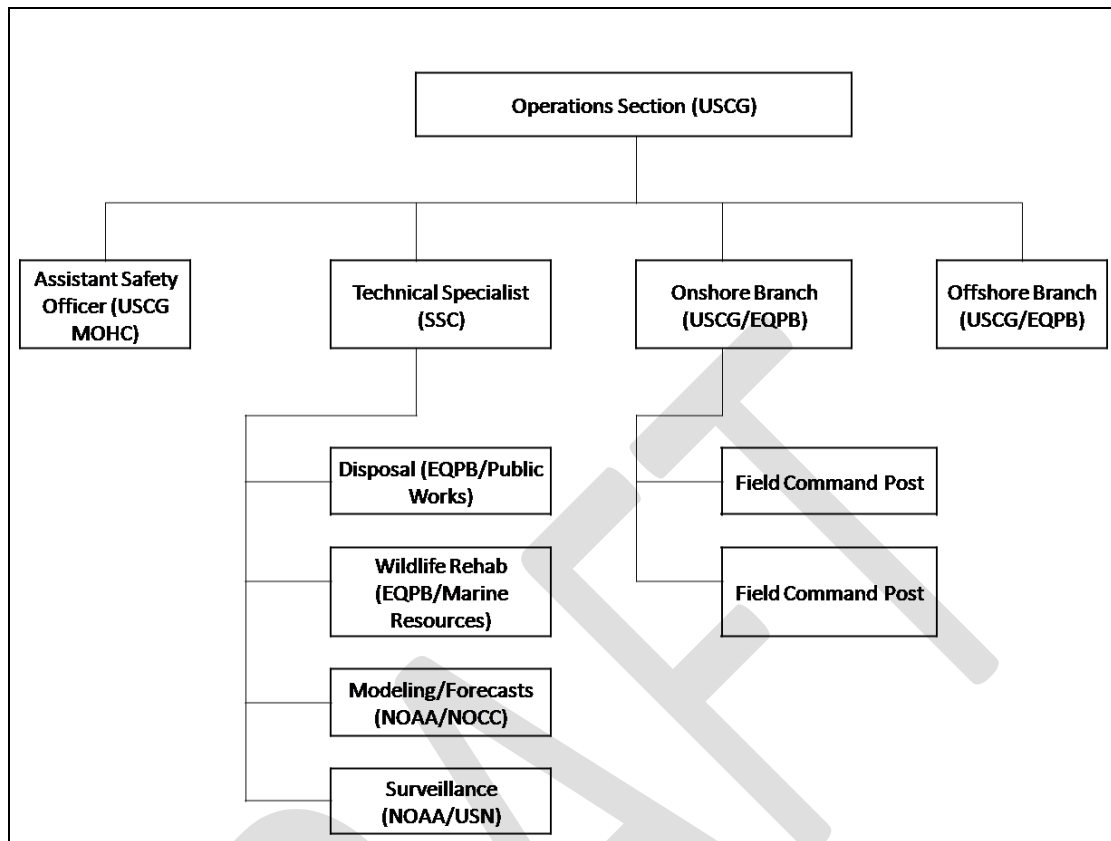 Operations Section (USCG)
Assistant Safety
Officer (USCG
MOHC)
Technical Specialist
(SSC)
Onshore Branch
(USCG/EQPB)
Offshore Branch
(USCG/EQPB)
Disposal (EQPB/Public
Works)
Wildlife Rehab
(EQPB/Marine
Resources)
Modeling/Forecasts
(NOAA/NOCC)
Surveillance
(NOAA/USN)
Field Command Post
Field Command Post
DRAFT